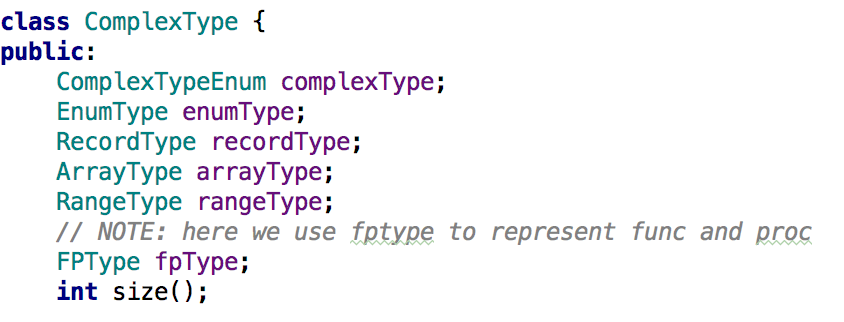 class ComplexType {
public:
    ComplexTypeEnum complexType;
    EnumType enumType;
    RecordType recordType;
    ArrayType arrayType;
    RangeType rangeType;
    // NOTE: here we use fptype to represent func and proc
    FPType fpType;
    int size();